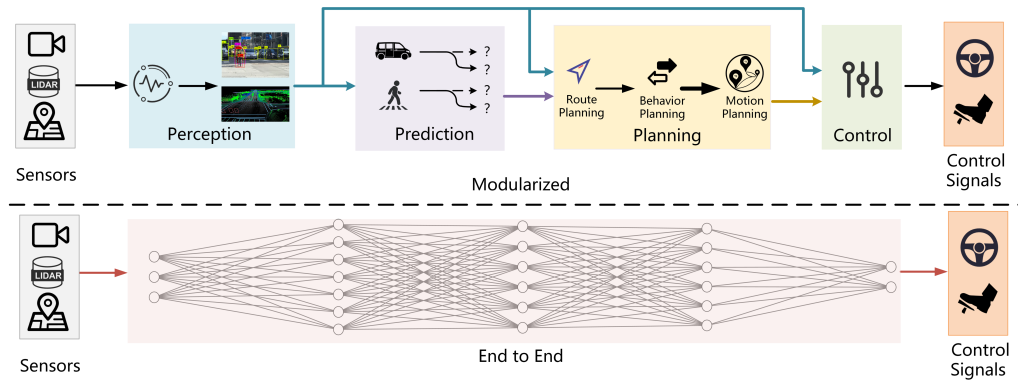 LIDAR
Sensors
Perception
?
?
?
?
Prediction
Route
Planning
Behavior
Planning
Motion
Planning
Planning
Control
Control
Signals
Modularized
LIDAR
Sensors
End to End
Control
Signals